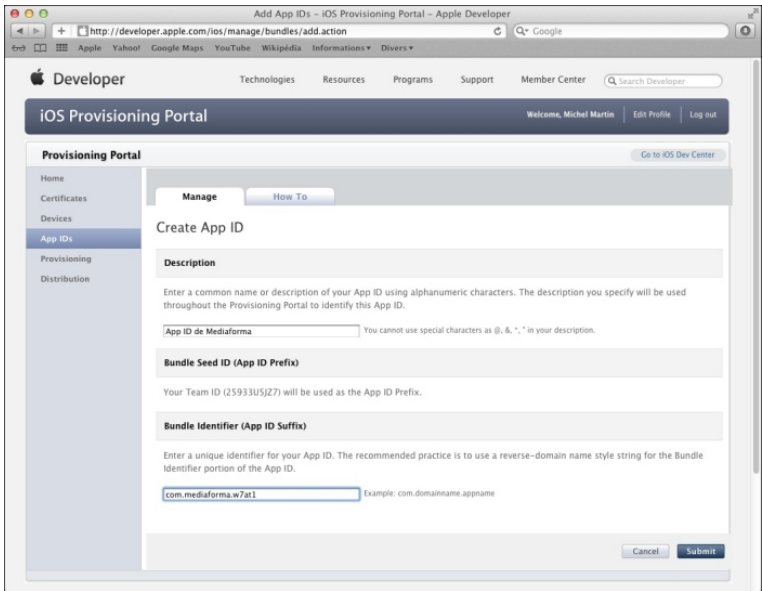 Add App IDs – iOS Provisioning Portal – Apple Developer
http://developer.apple.com/ios/manage/bundles/add.action
Google
Apple Yahoo! Google Maps YouTube Wikipédia Informations Divers
Developer
Technologies Resources Programs Support Member Center Search Developer
iOS Provisioning Portal
Welcome, Michel Martin Edit Profile Log out
Provisioning Portal
Go to iOS Dev Center
Home
Certificates
Devices
App IDs
Provisioning
Distribution
Manage How To
Create App ID
Description
Enter a common name or description of your App ID using alphanumeric characters. The description you specify will be used
throughout the Provisioning Portal to identify this App ID.
App ID de Mediaforma You cannot use special characters as @, &, *, " in your description.
Bundle Seed ID (App ID Prefix)
Your Team ID (25933U5JZ7) will be used as the App ID Prefix.
Bundle Identifier (App ID Suffix)
Enter a unique identifier for your App ID. The recommended practice is to use a reverse-domain name style string for the Bundle
Identifier portion of the App ID.
com.mediaforma.w7at1 Example: com.domainname.appname
Cancel Submit